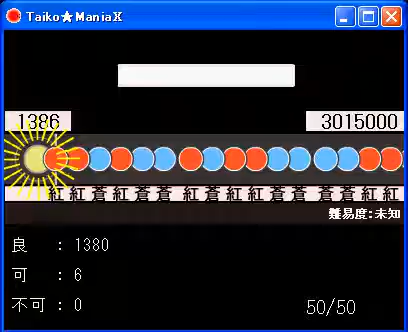 Taiko★ManiaX
1386
3015000
紅 紅 蒼 紅 蒼 蒼 紅 蒼 紅 紅 蒼 蒼 蒼 蒼 紅 紅
難易度:未知
良 : 1380
可 : 6
不可 : 0
50/50